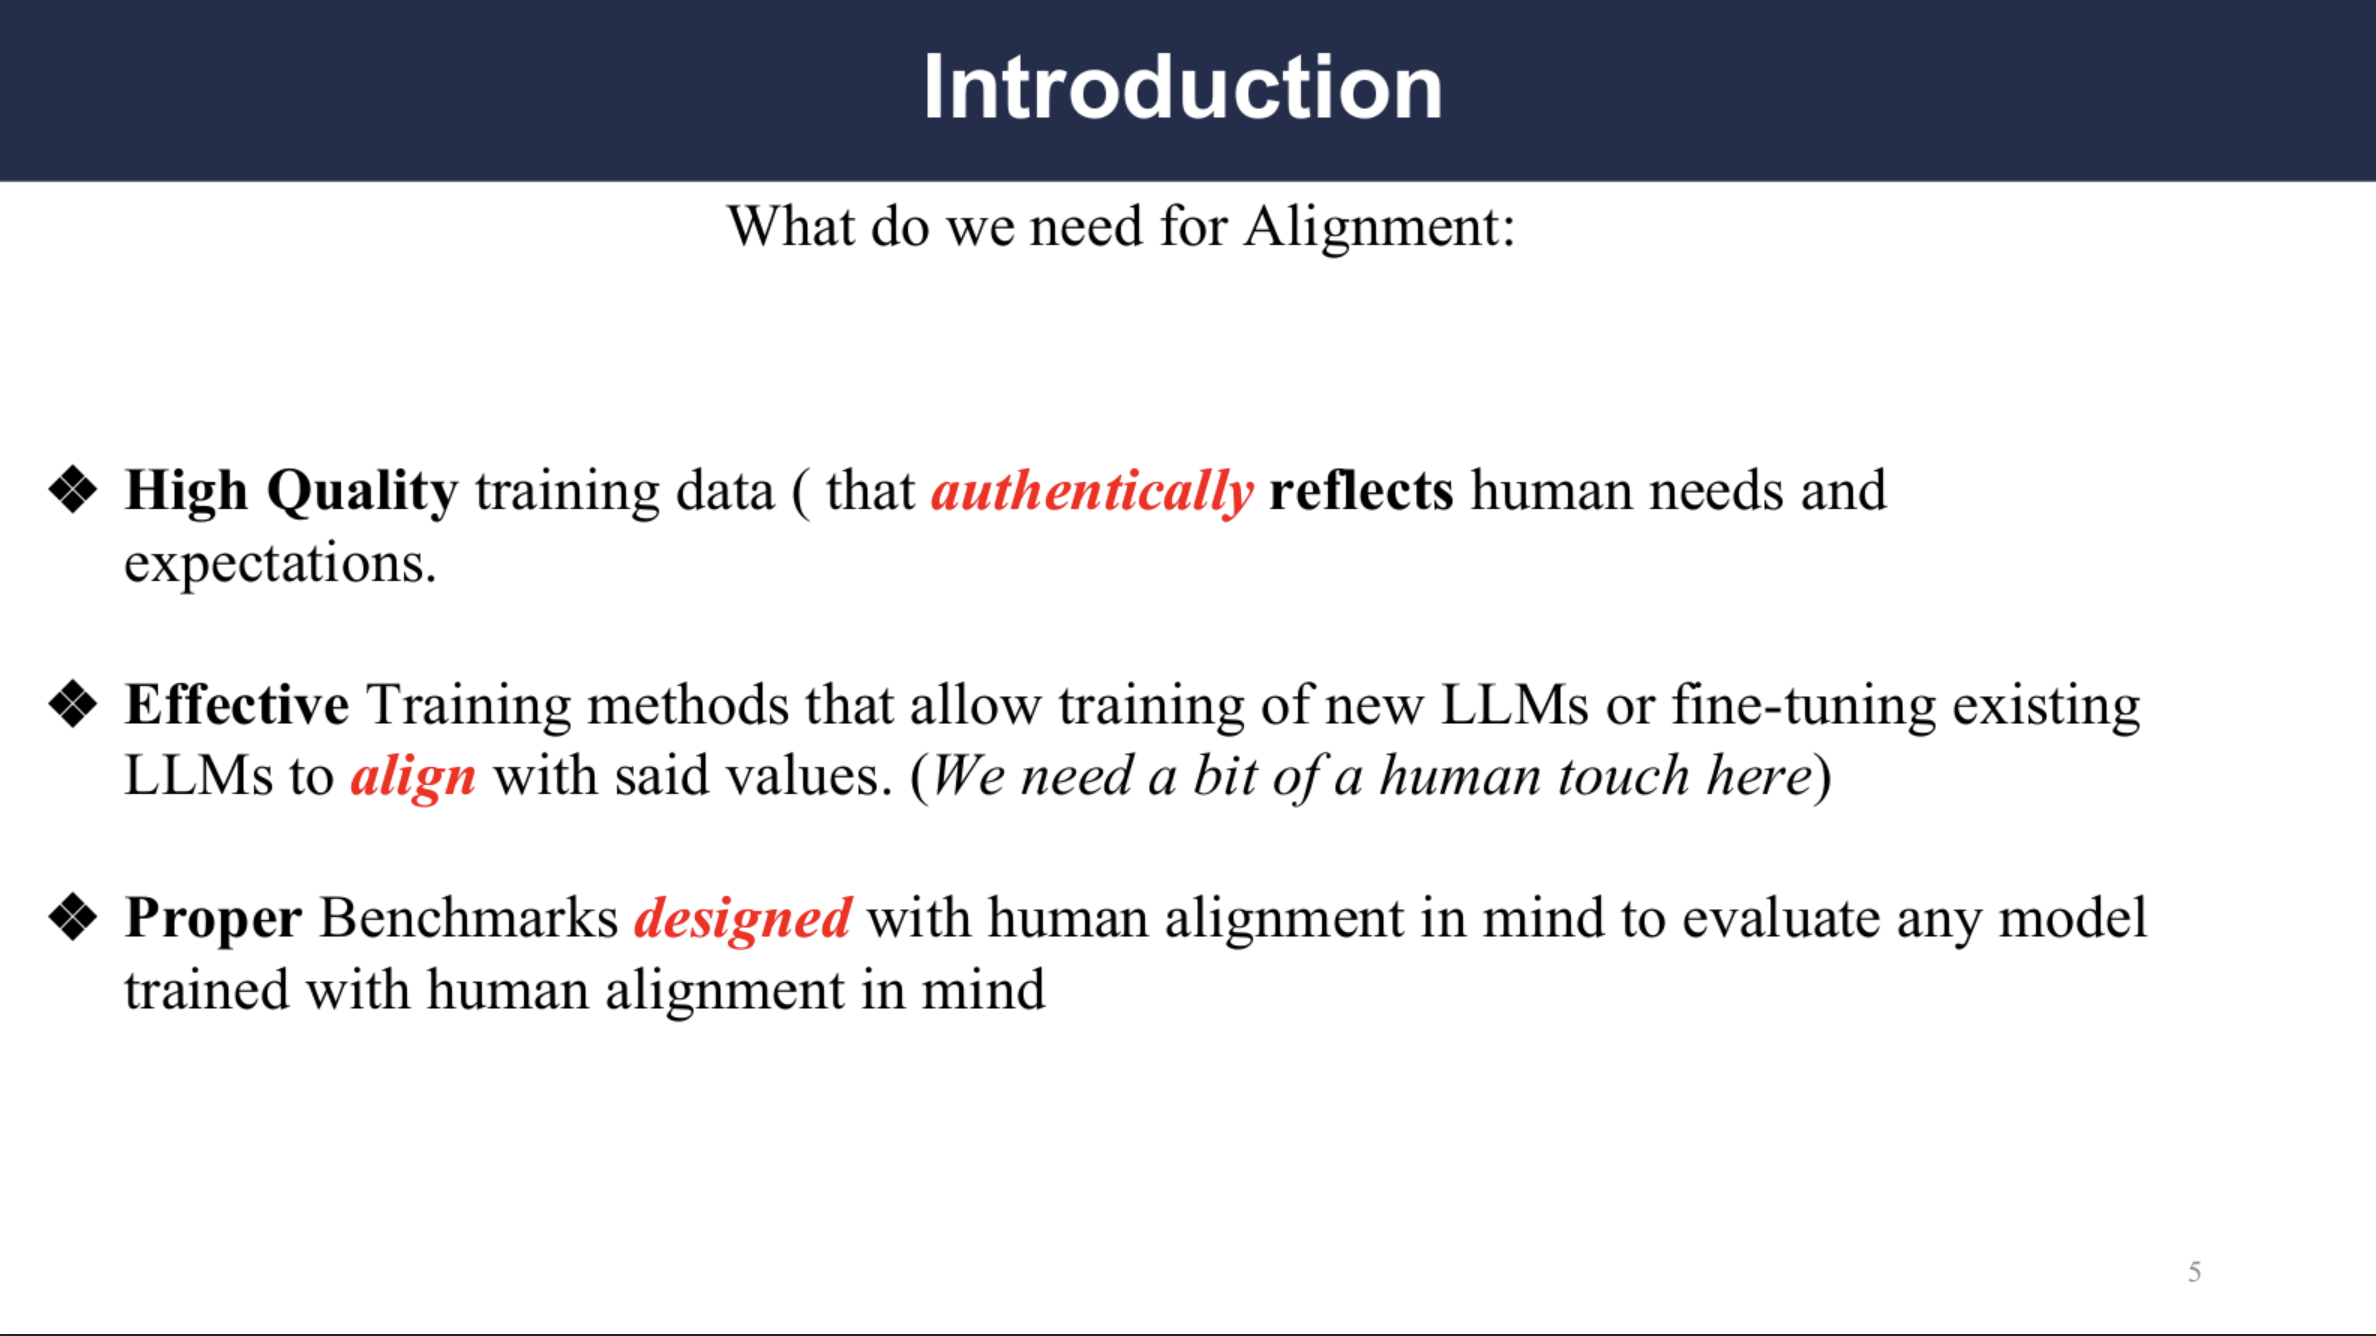 Introduction
What do we need for Alignment:
❖ High Quality training data ( that authentically reflects human needs and
expectations.
❖ Effective Training methods that allow training of new LLMs or fine-tuning existing
LLMs to align with said values. (We need a bit of a human touch here)
❖ Proper Benchmarks designed with human alignment in mind to evaluate any model
trained with human alignment in mind
5